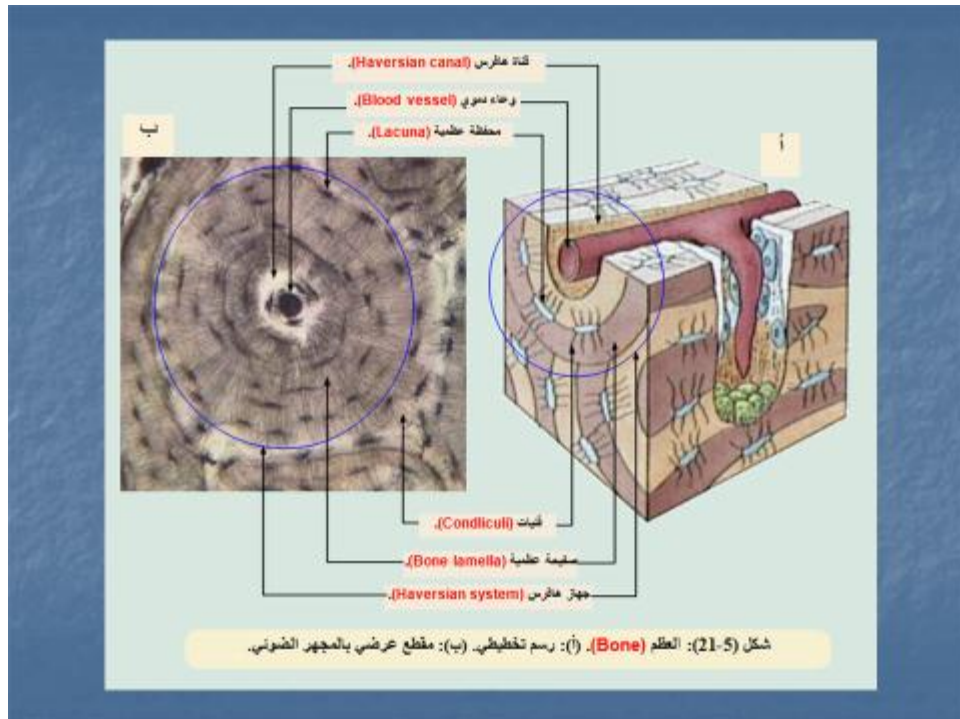 قناة هافرس (Haversian canal).
وعاء دموي (Blood vessel).
محفظة عظمية (Lacuna).
أ
ب
قنيات (Condliculi).
صفيحة عظمية (Bone lamella).
جهاز هافرس (Haversian system).
شكل (5-21): العظم (Bone). (أ): رسم تخطيطي. (ب): مقطع عرضي بالمجهر الضوئي.